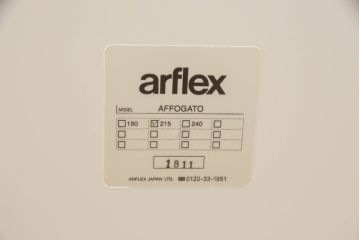 arflex
MODEL AFFOGATO
190 215 240
1811
ARFLEX JAPAN LTD. 0120-33-1951